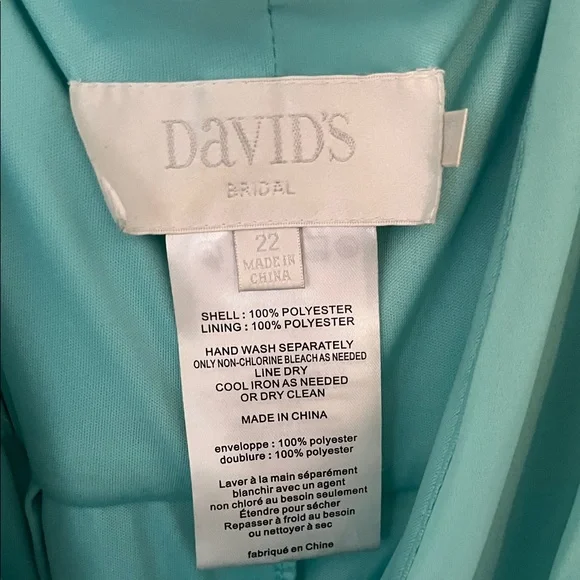 DaVID'S
BRIDAL
22
MADE IN
CHINA
SHELL : 100% POLYESTER
LINING : 100% POLYESTER
HAND WASH SEPARATELY
ONLY NON-CHLORINE BLEACH AS NEEDED
LINE DRY
COOL IRON AS NEEDED
OR DRY CLEAN
MADE IN CHINA
enveloppe : 100% polyester
doublure : 100% polyester
Laver à la main séparément
blanchir avec un agent
non chloré au besoin seulement
Étendre pour sécher
Repasser à froid au besoin
ou nettoyer à sec
fabriqué en Chine